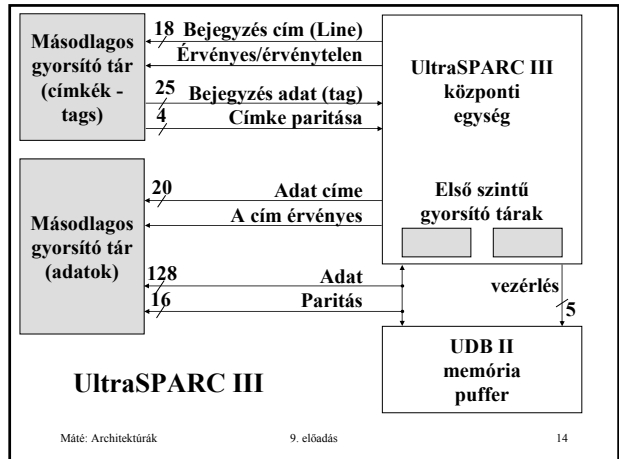 Másodlagos
gyorsító tár
(címkék -
tags)
18 Bejegyzés cím (Line)
Érvényes/érvénytelen
25 Bejegyzés adat (tag)
4 Címke paritása
UltraSPARC III
központi
egység
Első szintű
gyorsító tárak
Másodlagos
gyorsító tár
(adatok)
20 Adat címe
A cím érvényes
128 Adat
16 Paritás
vezérlés
5
UDB II
memória
puffer
UltraSPARC III
Máté: Architektúrák 9. előadás 14